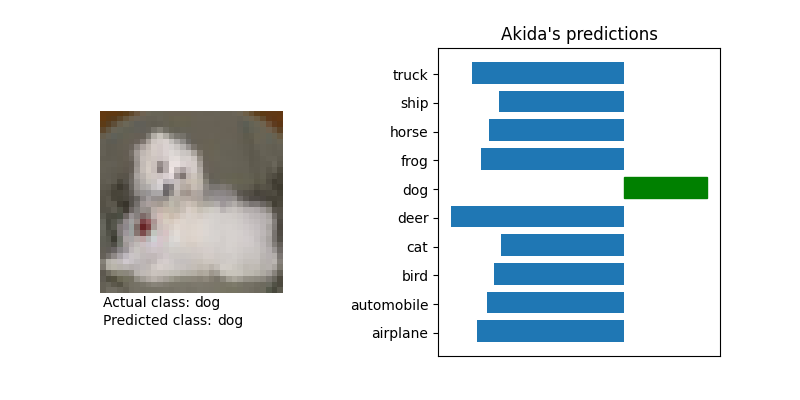 Akida's predictions
truck
ship
horse
frog
dog
deer
cat
bird
automobile
airplane
Actual class: dog
Predicted class: dog